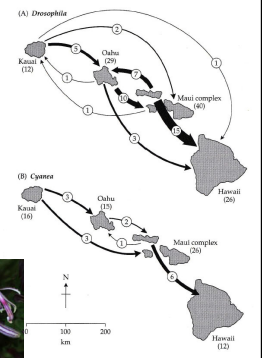 (A) Drosophila
2
Kauai
(12)
5
Oahu
(29)
1
1
7
10
1
Maui complex
(40)
15
3
Hawaii
(26)
(B) Cyanea
Kauai
(16)
3
Oahu
(15)
2
3
1
Maui complex
(26)
6
N
0 100 200
km
Hawaii
(12)